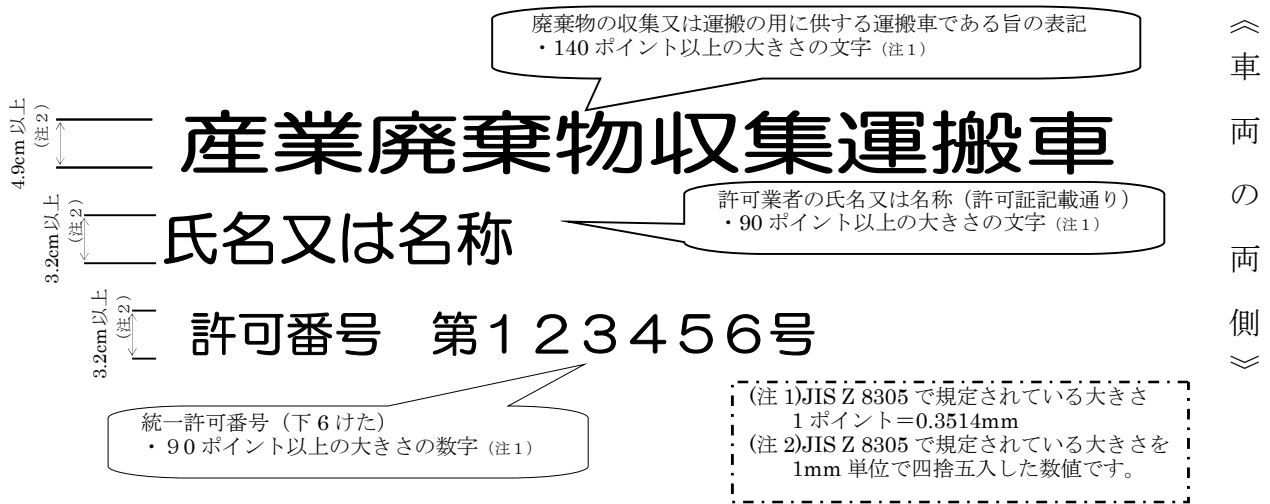 廃棄物の収集又は運搬の用に供する運搬車である旨の表記
・140 ポイント以上の大きさの文字（注1）
4.9cm 以上
（注2）
産業廃棄物収集運搬車
許可業者の氏名又は名称（許可証記載通り）
・90 ポイント以上の大きさの文字（注1）
3.2cm 以上
（注2）
氏名又は名称
3.2cm 以上
（注2）
許可番号　第１２３４５６号
統一許可番号（下 6 けた）
・９0 ポイント以上の大きさの数字（注1）
(注 1)JIS Z 8305 で規定されている大きさ
1 ポイント＝0.3514mm
(注 2)JIS Z 8305 で規定されている大きさを
1mm 単位で四捨五入した数値です。
≪車両の両側≫